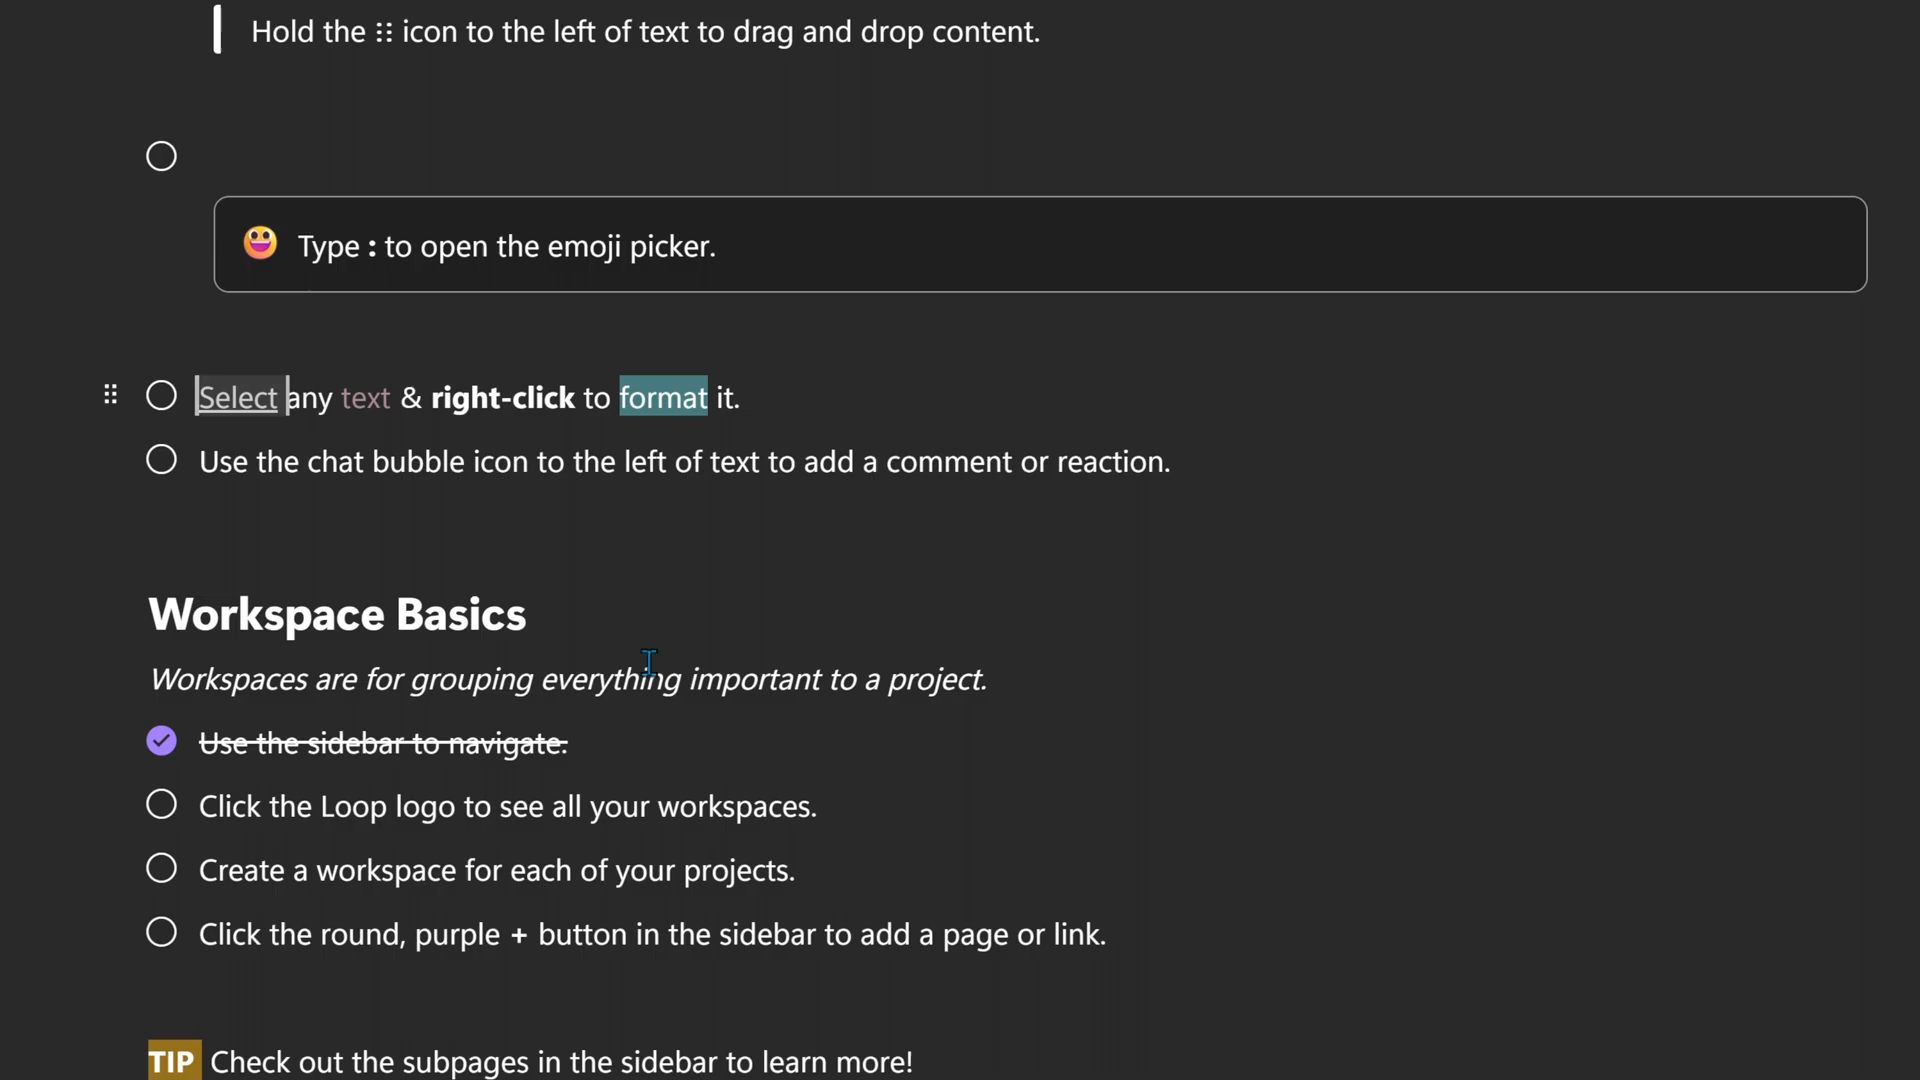 Hold the ⠿ icon to the left of text to drag and drop content.
Type : to open the emoji picker.
Select any text & right-click to format it.
Use the chat bubble icon to the left of text to add a comment or reaction.
Workspace Basics
Workspaces are for grouping everything important to a project.
Use the sidebar to navigate.
Click the Loop logo to see all your workspaces.
Create a workspace for each of your projects.
Click the round, purple + button in the sidebar to add a page or link.
TIP Check out the subpages in the sidebar to learn more!